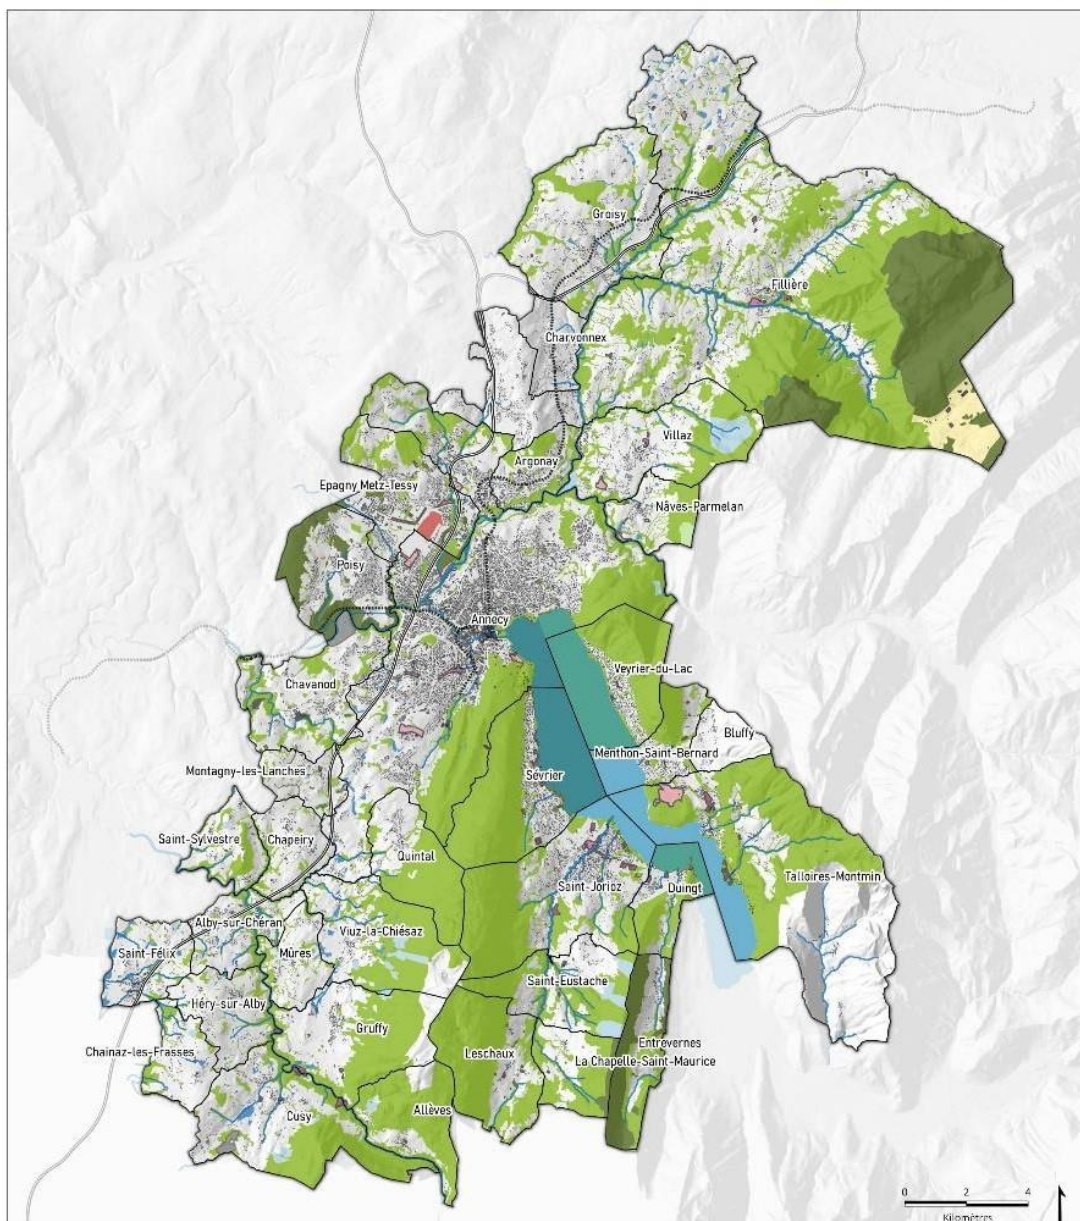 Groisy
Fillière
Charvonnex
Villaz
Argonay
Epagny Metz-Tessy
Nâves-Parmelan
Poisy
Annecy
Veyrier-du-Lac
Chavanod
Bluffy
Menthon-Saint-Bernard
Montagny-les-Lanches
Sévrier
Saint-Sylvestre
Chapeiry
Quintal
Talloires-Montmin
Saint-Jorioz
Duingt
Alby-sur-Chéran
Viuz-la-Chiésaz
Saint-Félix
Mûres
Saint-Eustache
Héry-sur-Alby
Gruffy
Entrevernes
Chainaz-les-Frasses
Leschaux
La Chapelle-Saint-Maurice
Allèves
Cusy
0 2 4
Kilomètres